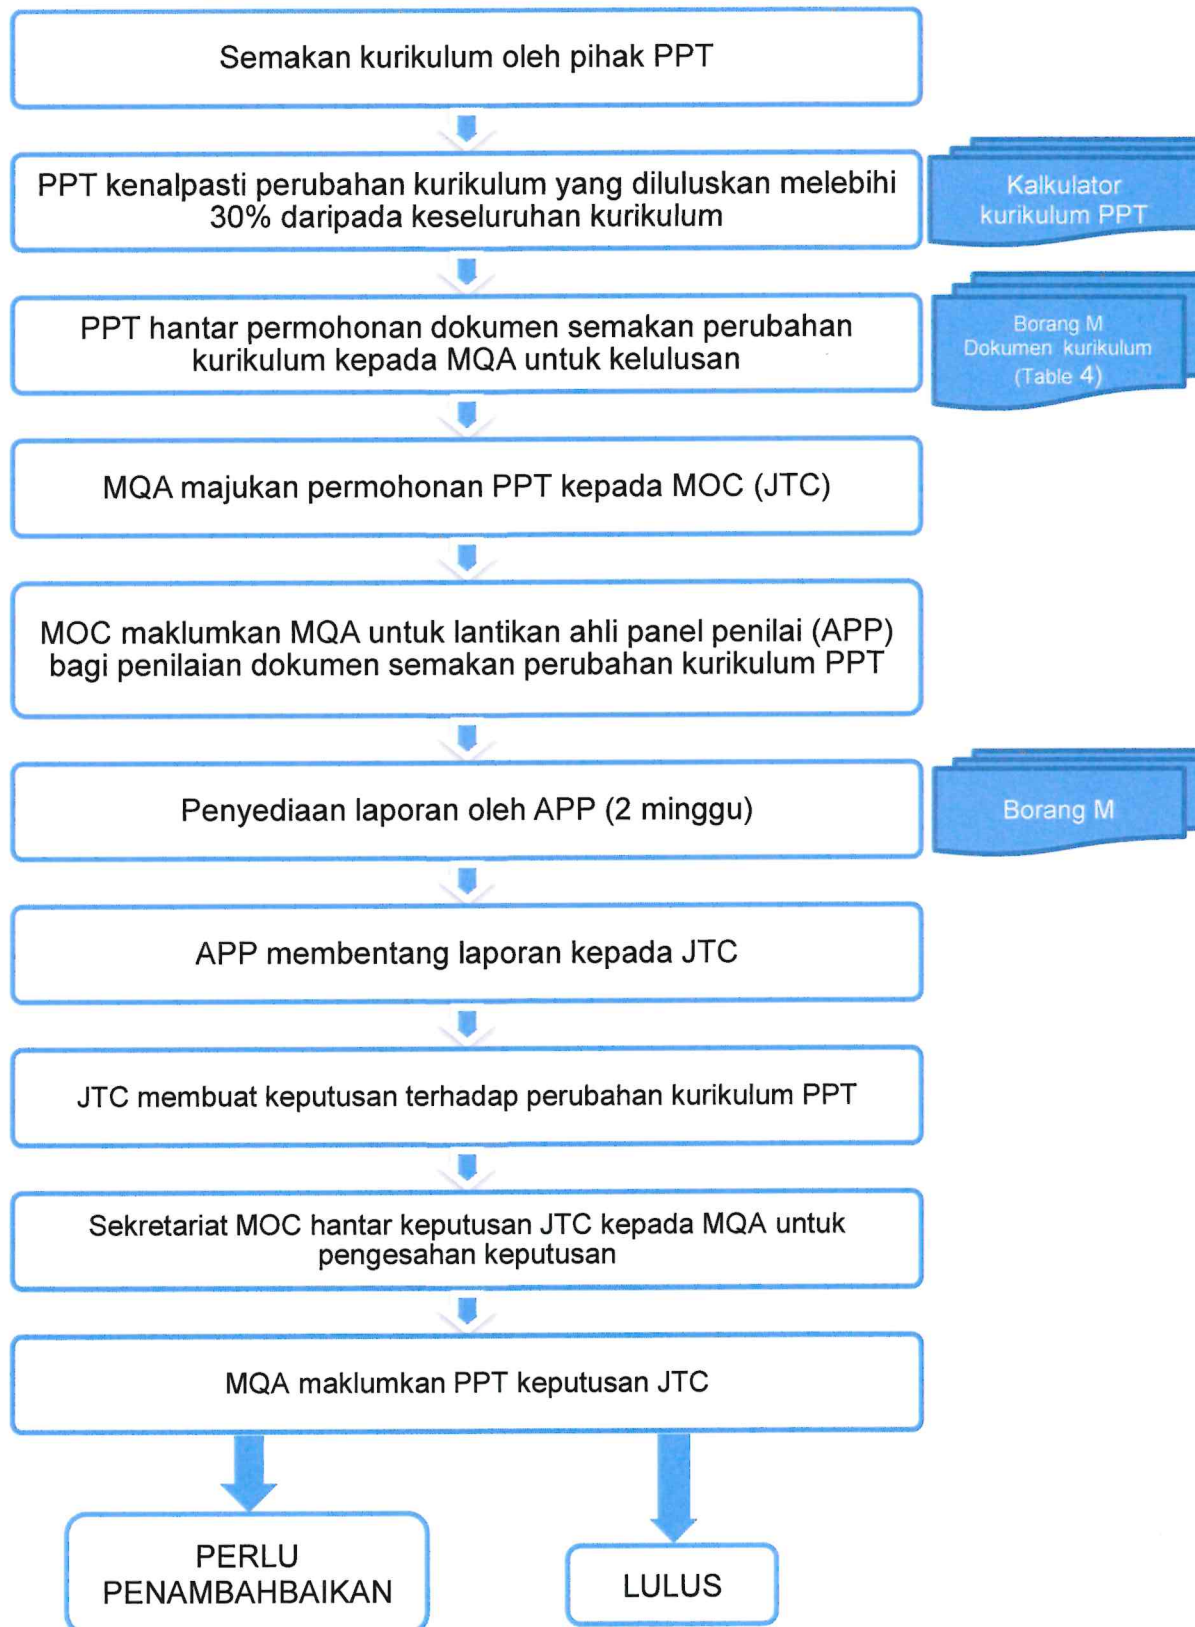 Semakan kurikulum oleh pihak PPT
PPT kenalpasti perubahan kurikulum yang diluluskan melebihi
30% daripada keseluruhan kurikulum
Kalkulator
kurikulum PPT
PPT hantar permohonan dokumen semakan perubahan
kurikulum kepada MQA untuk kelulusan
Borang M
Dokumen kurikulum
(Table 4)
MQA majukan permohonan PPT kepada MOC (JTC)
MOC maklumkan MQA untuk lantikan ahli panel penilai (APP)
bagi penilaian dokumen semakan perubahan kurikulum PPT
Penyediaan laporan oleh APP (2 minggu)
Borang M
APP membentang laporan kepada JTC
JTC membuat keputusan terhadap perubahan kurikulum PPT
Sekretariat MOC hantar keputusan JTC kepada MQA untuk
pengesahan keputusan
MQA maklumkan PPT keputusan JTC
PERLU
PENAMBAHBAIKAN
LULUS